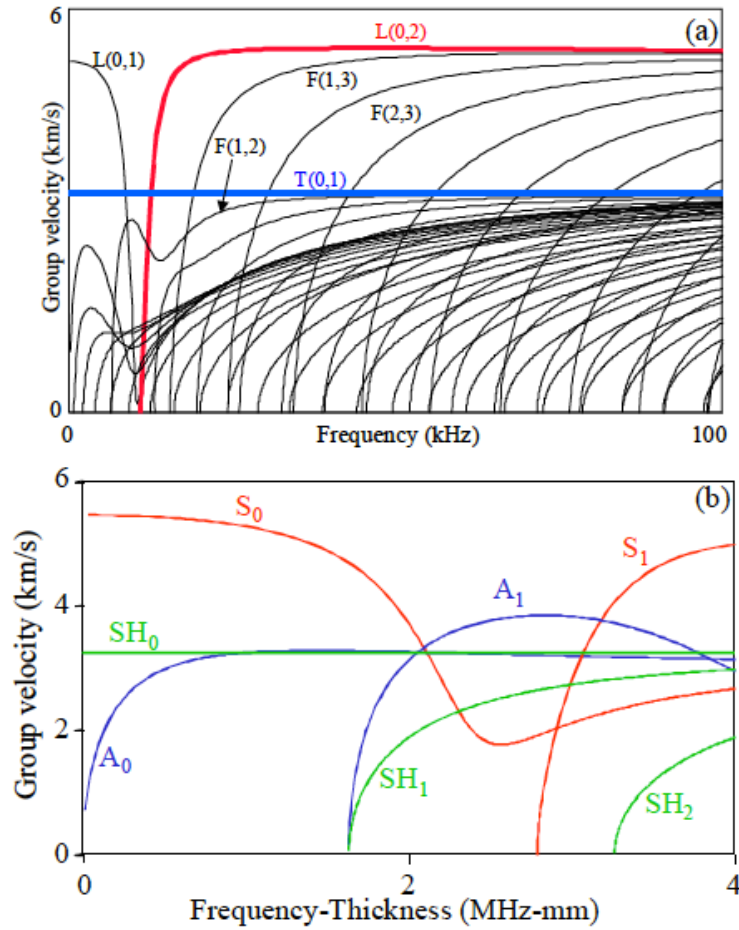 6
(a)
L(0,2)
L(0,1)
F(1,3)
F(2,3)
F(1,2)
T(0,1)
Group velocity (km/s)
0
0
Frequency (kHz)
100
6
(b)
S0
S1
4
A1
SH0
Group velocity (km/s)
2
A0
SH1
SH2
0
0
2
4
Frequency-Thickness (MHz-mm)